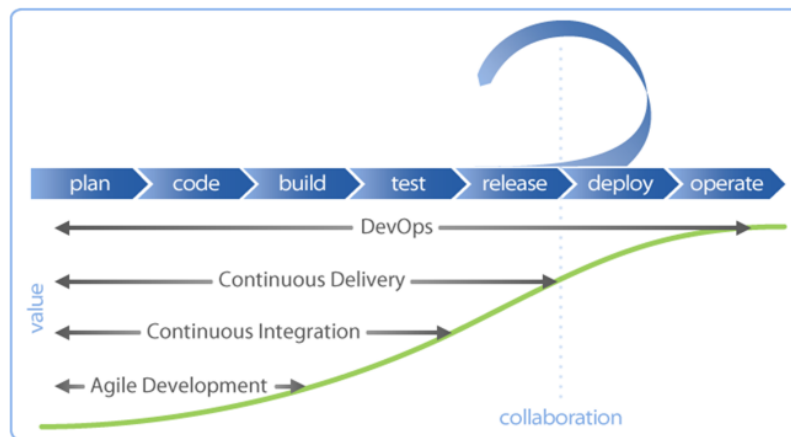 plan code build test release deploy operate
DevOps
Continuous Delivery
value
Continuous Integration
Agile Development
collaboration